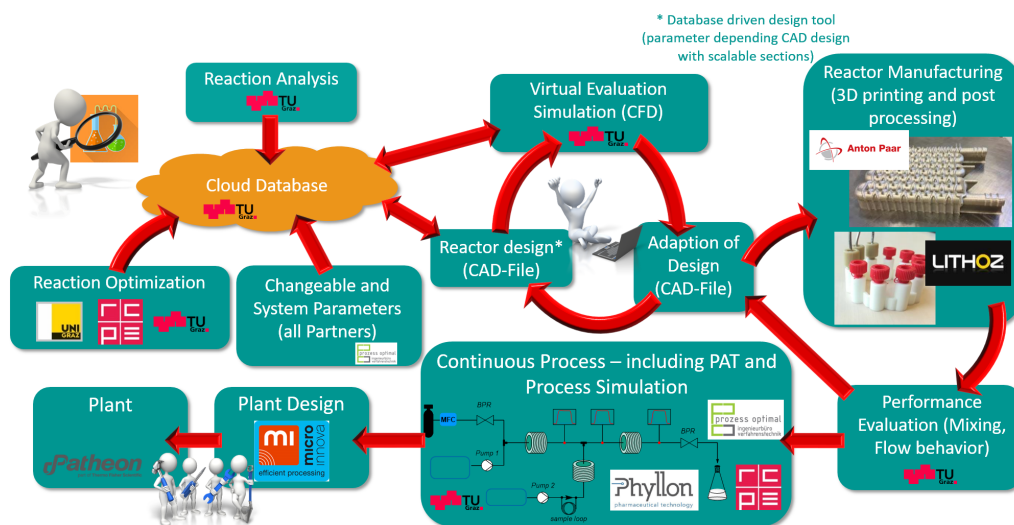 * Database driven design tool
(parameter depending CAD design
with scalable sections)
Reaction Analysis
TU
Graz
Virtual Evaluation
Simulation (CFD)
TU
Graz
Reactor Manufacturing
(3D printing and post
processing)
Anton Paar
LITHOZ
Cloud Database
TU
Graz
Reactor design*
(CAD-File)
Adaption of
Design
(CAD-File)
Reaction Optimization
UNI
GRAZ
rc
pe
TU
Graz
Changeable and
System Parameters
(all Partners)
prozess optimal
ingenieurbüro
verfahrenstechnik
Continuous Process – including PAT and
Process Simulation
BPR
MFC
Pump 1
Pump 2
sample loop
BPR
prozess optimal
ingenieurbüro
verfahrenstechnik
TU
Graz
Phyllon
pharmaceutical technology
rc
pe
Performance
Evaluation (Mixing,
Flow behavior)
TU
Graz
Plant Design
mi
micro
innova
efficient processing
Plant
Patheon